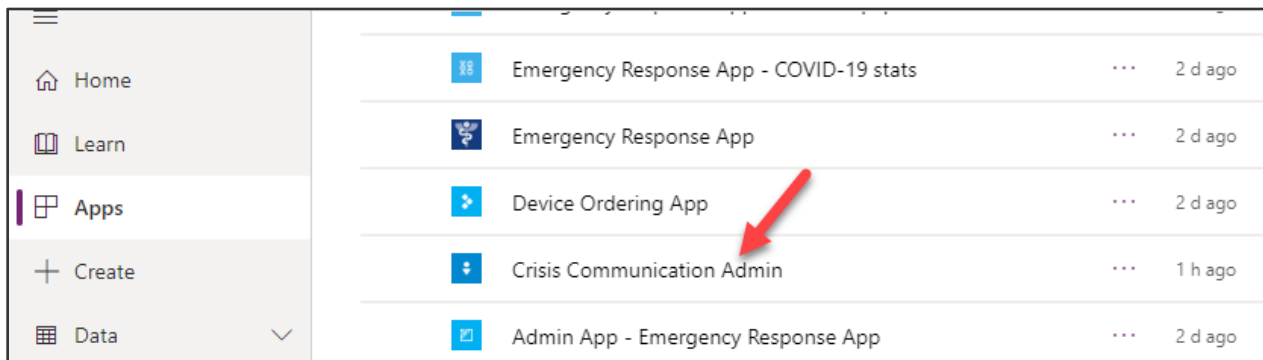 Home
Learn
Apps
Create
Data
Emergency Response App - COVID-19 stats
··· 2 d ago
Emergency Response App
··· 2 d ago
Device Ordering App
··· 2 d ago
Crisis Communication Admin
··· 1 h ago
Admin App - Emergency Response App
··· 2 d ago